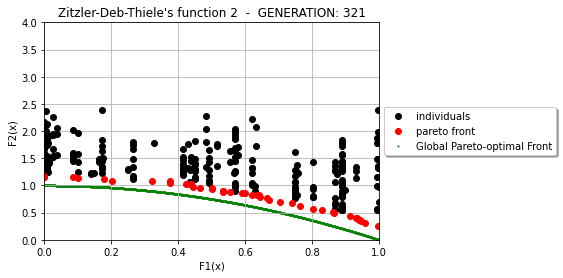 Zitzler-Deb-Thiele's function 2  -  GENERATION: 321
4.0
3.5
3.0
2.5
2.0
1.5
1.0
0.5
0.0
F2(x)
0.0 0.2 0.4 0.6 0.8 1.0
F1(x)
individuals
pareto front
Global Pareto-optimal Front